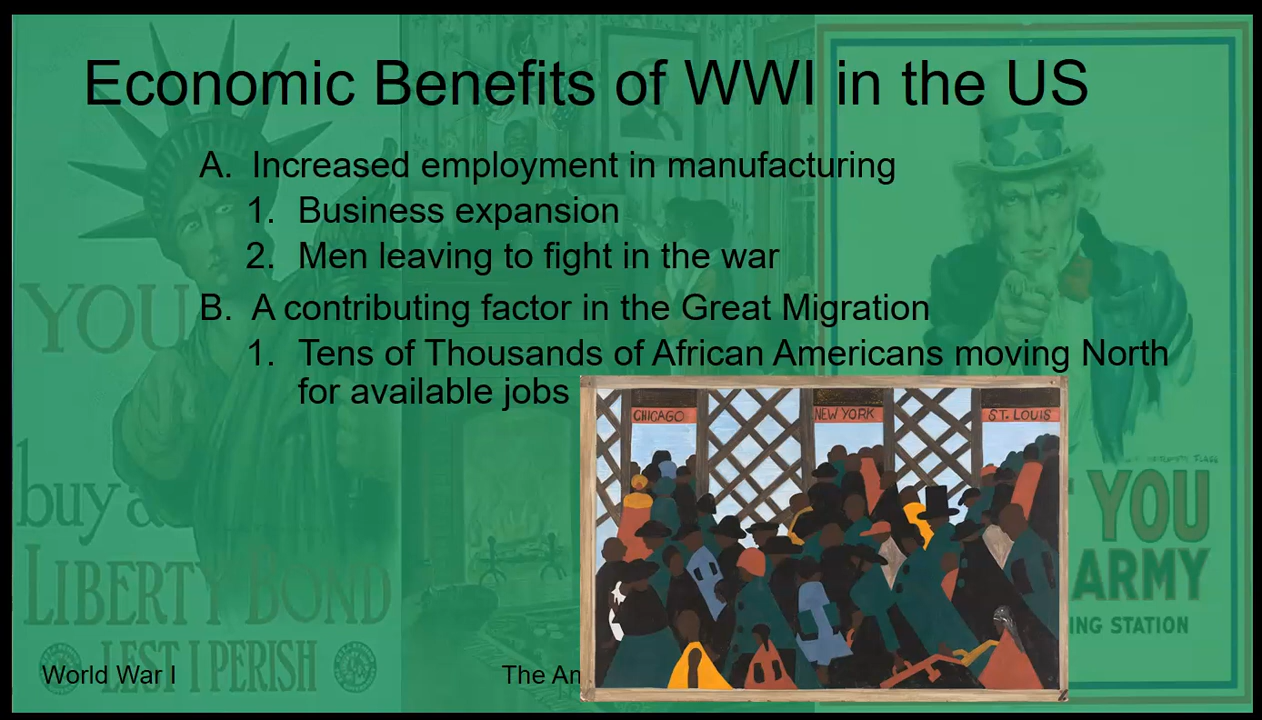 Economic Benefits of WWI in the US
A. Increased employment in manufacturing
1. Business expansion
2. Men leaving to fight in the war
B. A contributing factor in the Great Migration
1. Tens of Thousands of African Americans moving North
for available jobs
CHICAGO
NEW YORK
ST. LOUIS
YOU
buy a
LIBERTY BOND
LEST I PERISH
YOU
ARMY
ING STATION
World War I
The Am